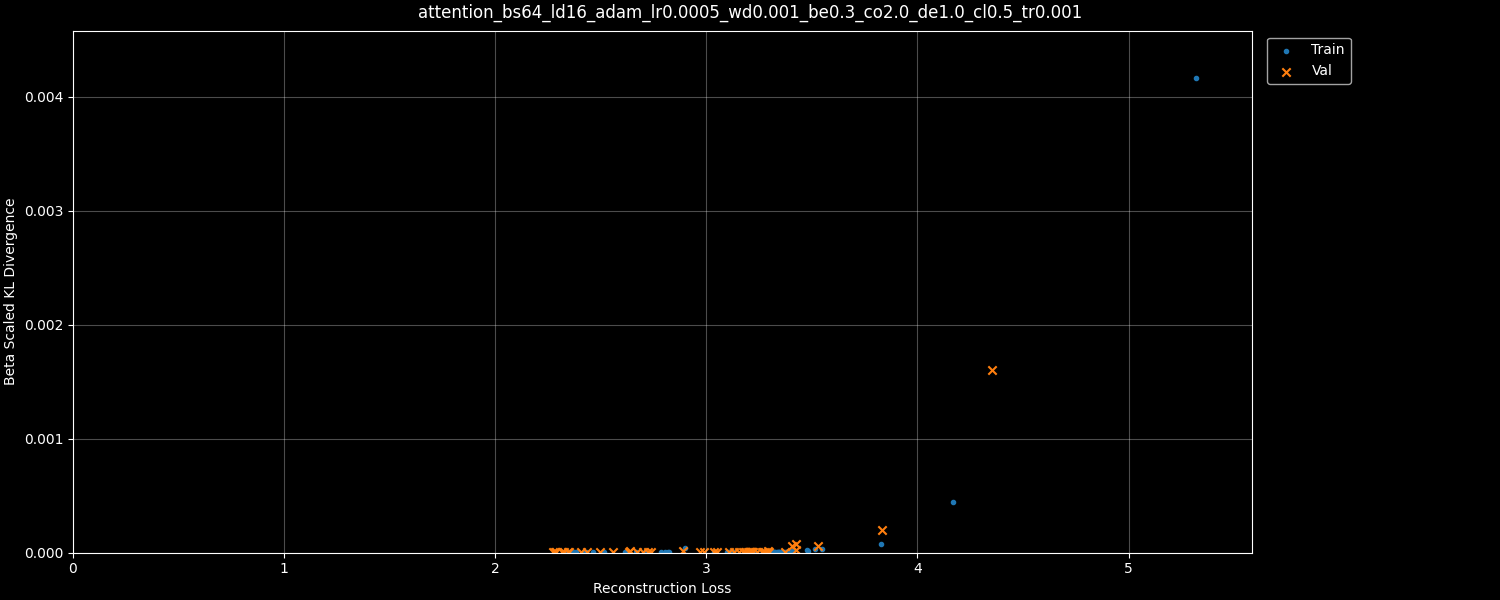 attention_bs64_ld16_adam_lr0.0005_wd0.001_be0.3_co2.0_de1.0_cl0.5_tr0.001
Train
Val
Beta Scaled KL Divergence
0.004
0.003
0.002
0.001
0.000
0 1 2 3 4 5
Reconstruction Loss